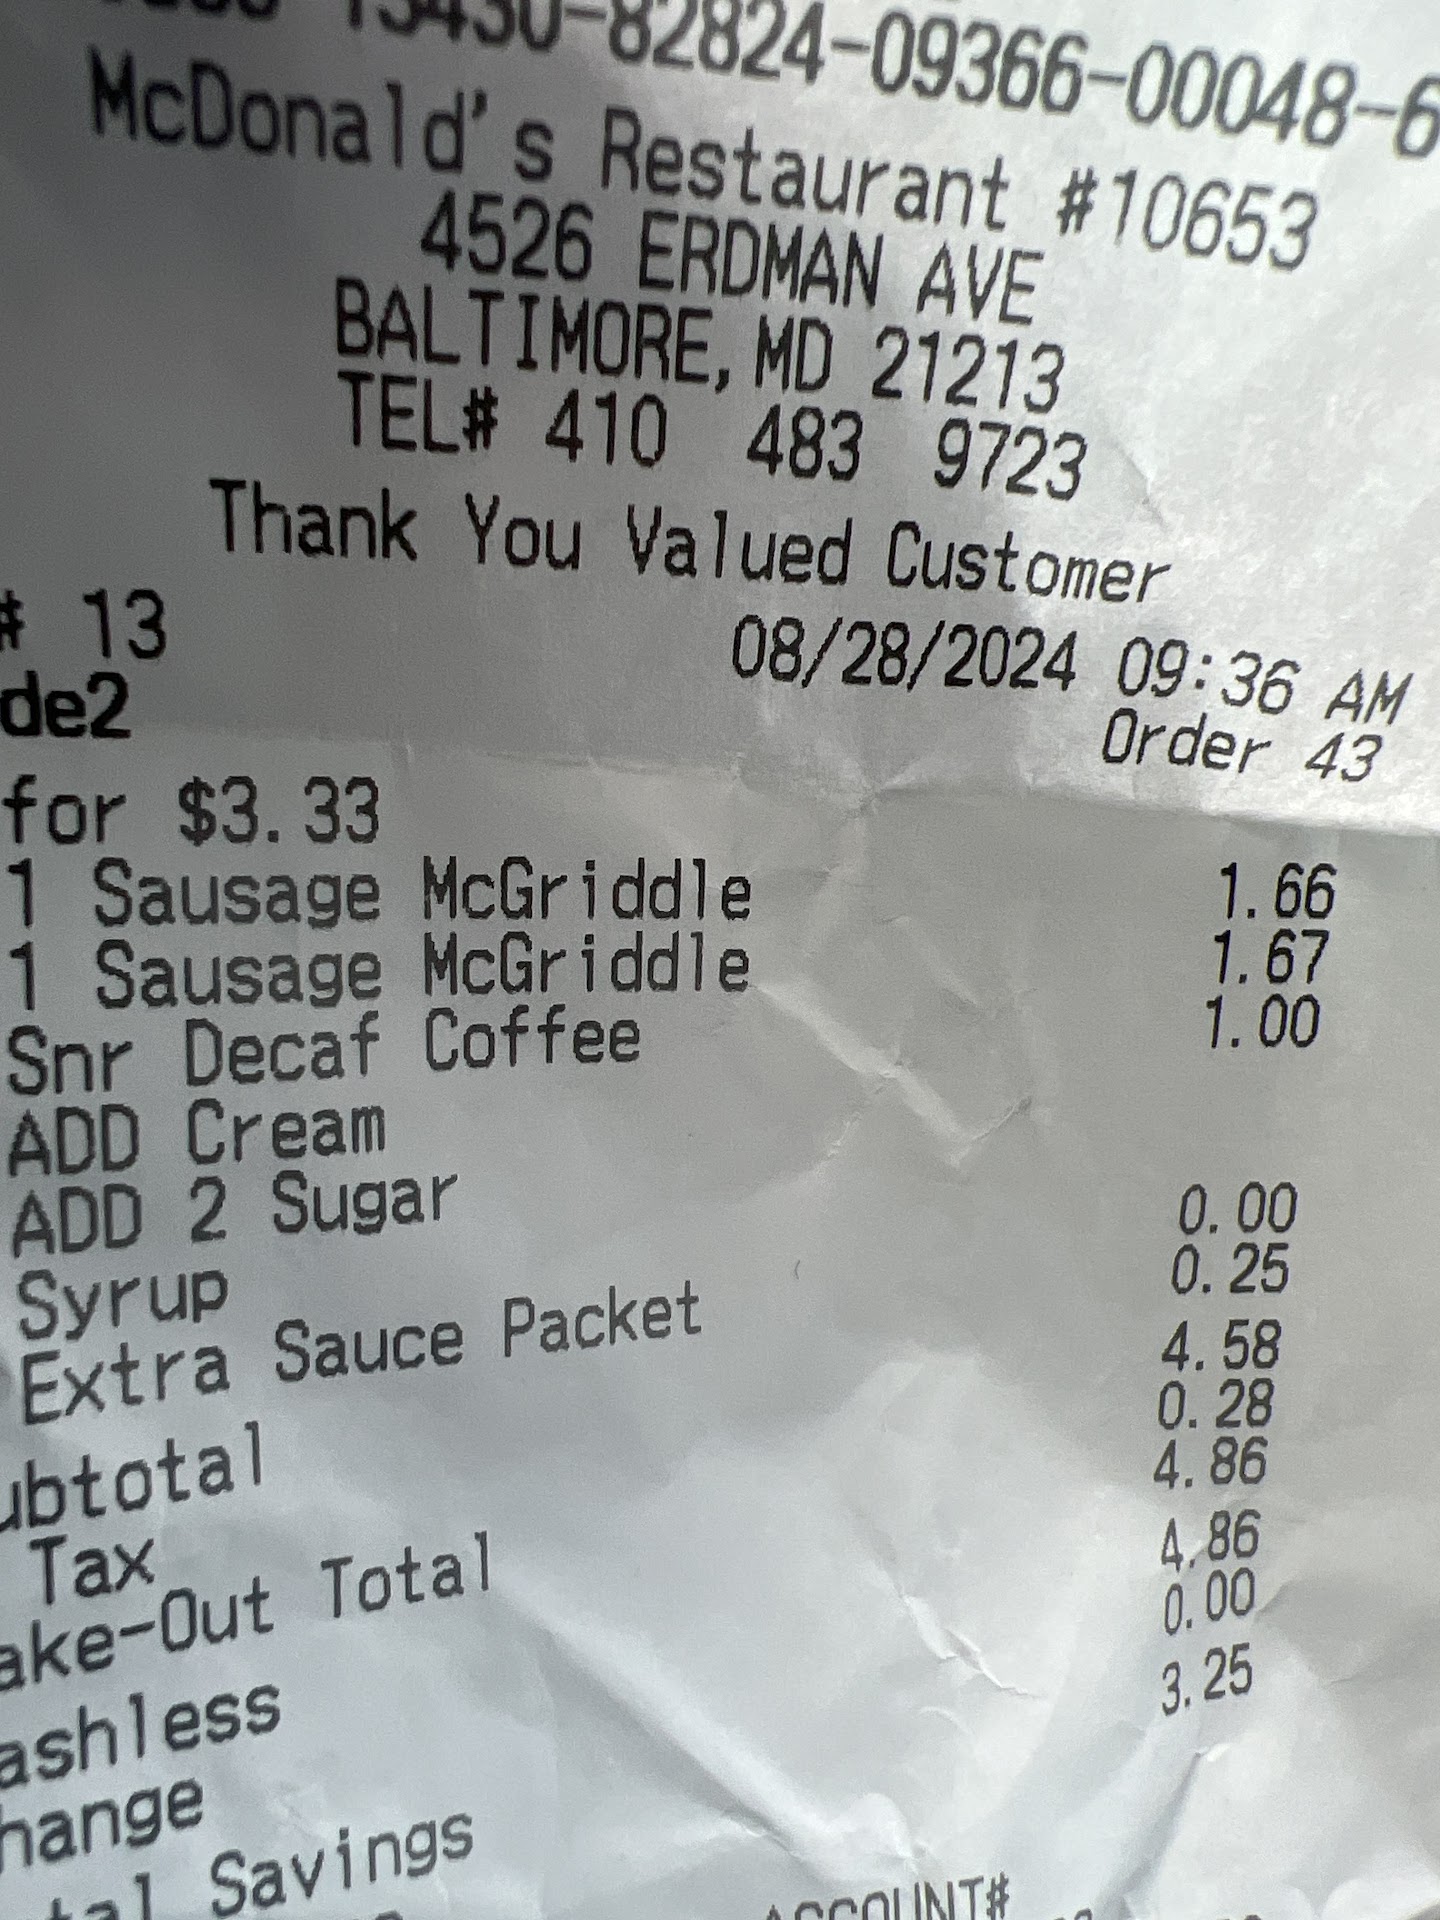 13430-82824-09366-00048-6
McDonald's Restaurant #10653
4526 ERDMAN AVE
BALTIMORE, MD 21213
TEL# 410 483 9723
Thank You Valued Customer
# 13 08/28/2024 09:36 AM
de2 Order 43
for $3.33
1 Sausage McGriddle 1.66
1 Sausage McGriddle 1.67
Snr Decaf Coffee 1.00
ADD Cream
ADD 2 Sugar
Syrup 0.00
Extra Sauce Packet 0.25
ubtotal 4.58
Tax 0.28
ake-Out Total 4.86
ashless 4.86
hange 0.00
tal Savings 3.25
ACCOUNT#